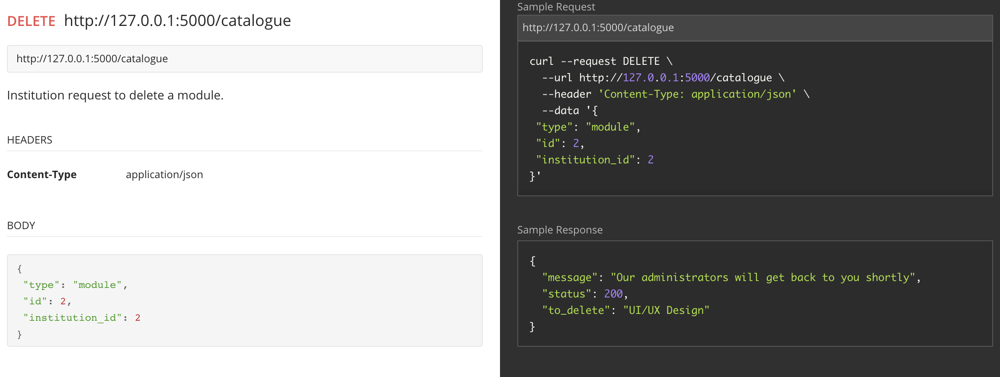 DELETE http://127.0.0.1:5000/catalogue
http://127.0.0.1:5000/catalogue
Institution request to delete a module.
HEADERS
Content-Type application/json
BODY
{
"type": "module",
"id": 2,
"institution_id": 2
}
Sample Request
http://127.0.0.1:5000/catalogue
curl --request DELETE \
--url http://127.0.0.1:5000/catalogue \
--header 'Content-Type: application/json' \
--data '{
"type": "module",
"id": 2,
"institution_id": 2
}'
Sample Response
{
"message": "Our administrators will get back to you shortly",
"status": 200,
"to_delete": "UI/UX Design"
}